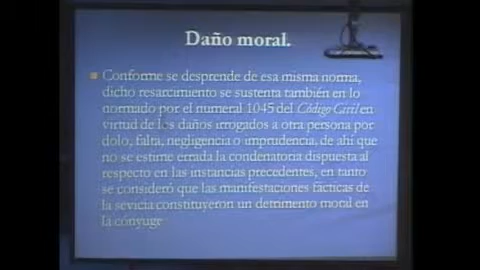 Daño moral.
Conforme se desprende de esa misma norma,
dicho resarcimiento se sustenta también en lo
normado por el numeral 1045 del Código Civil en
virtud de los daños irrogados a otra persona por
dolo, falta, negligencia o imprudencia, de ahí que
no se estime errada la condenatoria dispuesta al
respecto en las instancias precedentes, en tanto
se consideró que las manifestaciones fácticas de
la sevicia constituyeron un detrimento moral en
la cónyuge